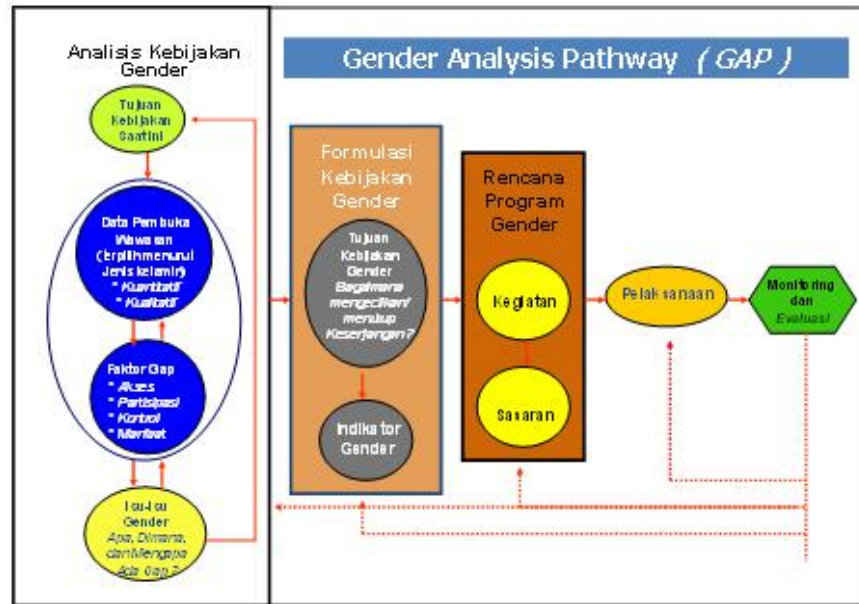 Analisis Kebijakan
Gender
Gender Analysis Pathway ( GAP )
Tujuan
Kebijakan
Saat ini
Data Pembuka
Wawasan
(Terpilih menurut
Jenis kelamin)
* Kuantitatif
* Kualitatif
Faktor Gap
* Akses
* Partisipasi
* Kontrol
* Manfaat
Isu-Isu
Gender
Apa, Dimana,
dan Mengapa
Ada Gap ?
Formulasi
Kebijakan
Gender
Tujuan
Kebijakan
Gender
Bagaimana
mengecilkan/
menutup
Kesenjangan ?
Indikator
Gender
Rencana
Program
Gender
Kegiatan
Sasaran
Pelaksanaan
Monitoring
dan
Evaluasi